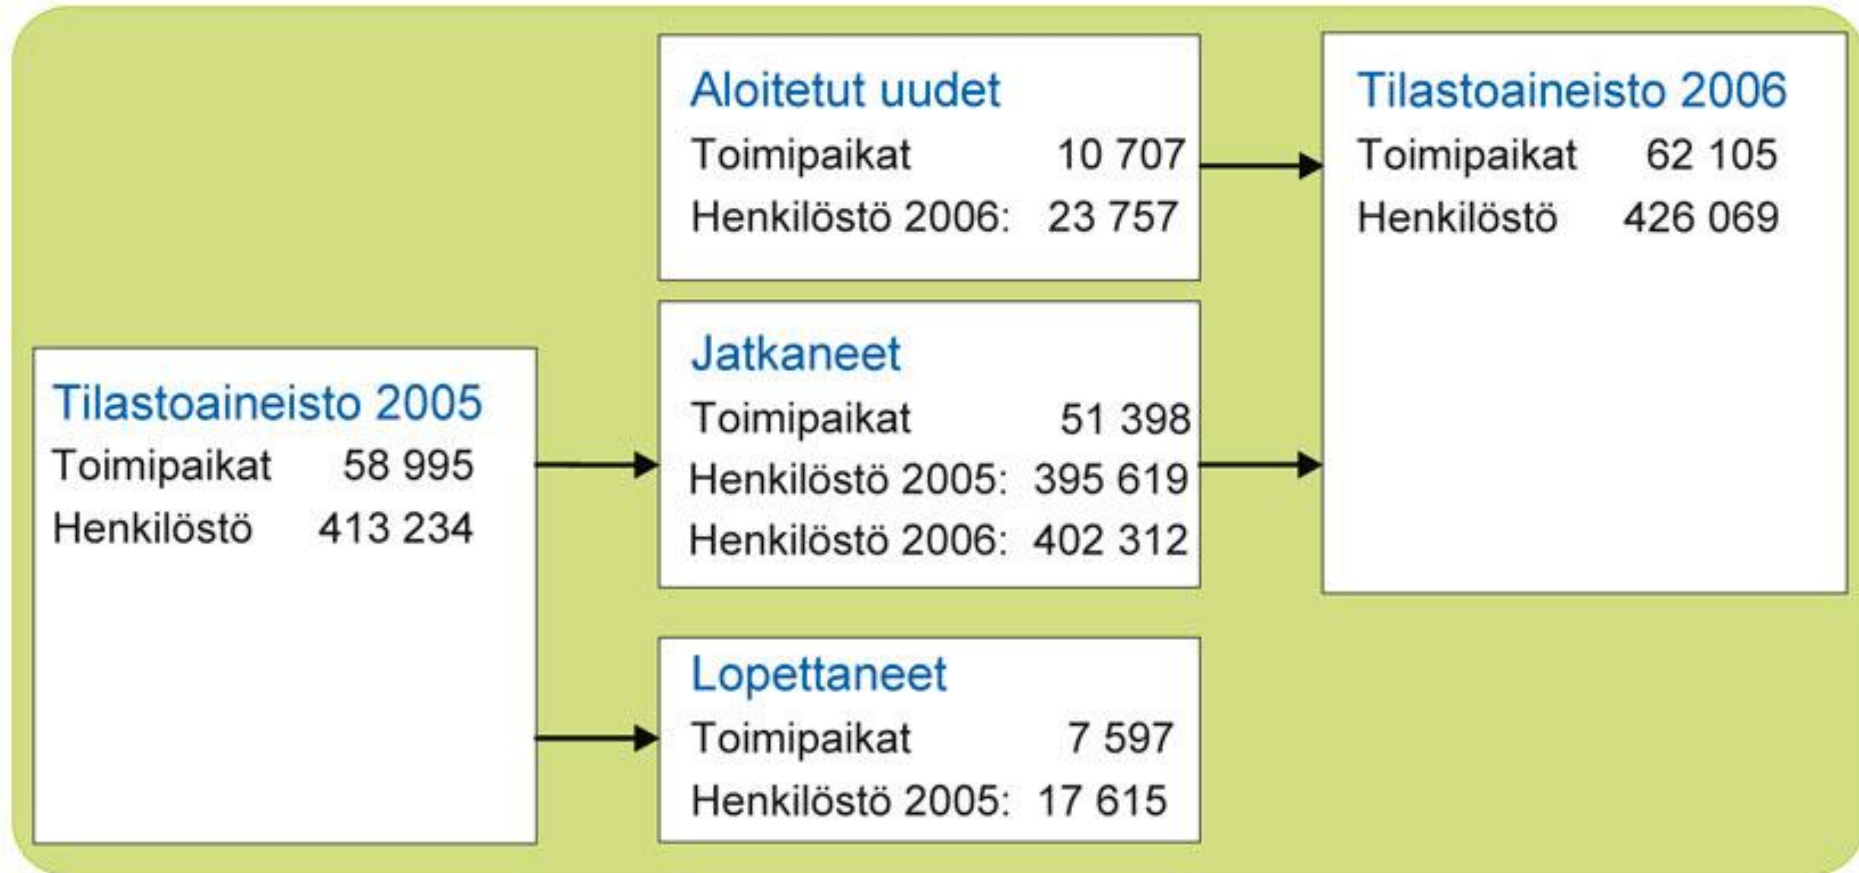 Tilastoaineisto 2005
Toimipaikat 58 995
Henkilöstö 413 234
Aloitetut uudet
Toimipaikat 10 707
Henkilöstö 2006: 23 757
Jatkaneet
Toimipaikat 51 398
Henkilöstö 2005: 395 619
Henkilöstö 2006: 402 312
Lopettaneet
Toimipaikat 7 597
Henkilöstö 2005: 17 615
Tilastoaineisto 2006
Toimipaikat 62 105
Henkilöstö 426 069